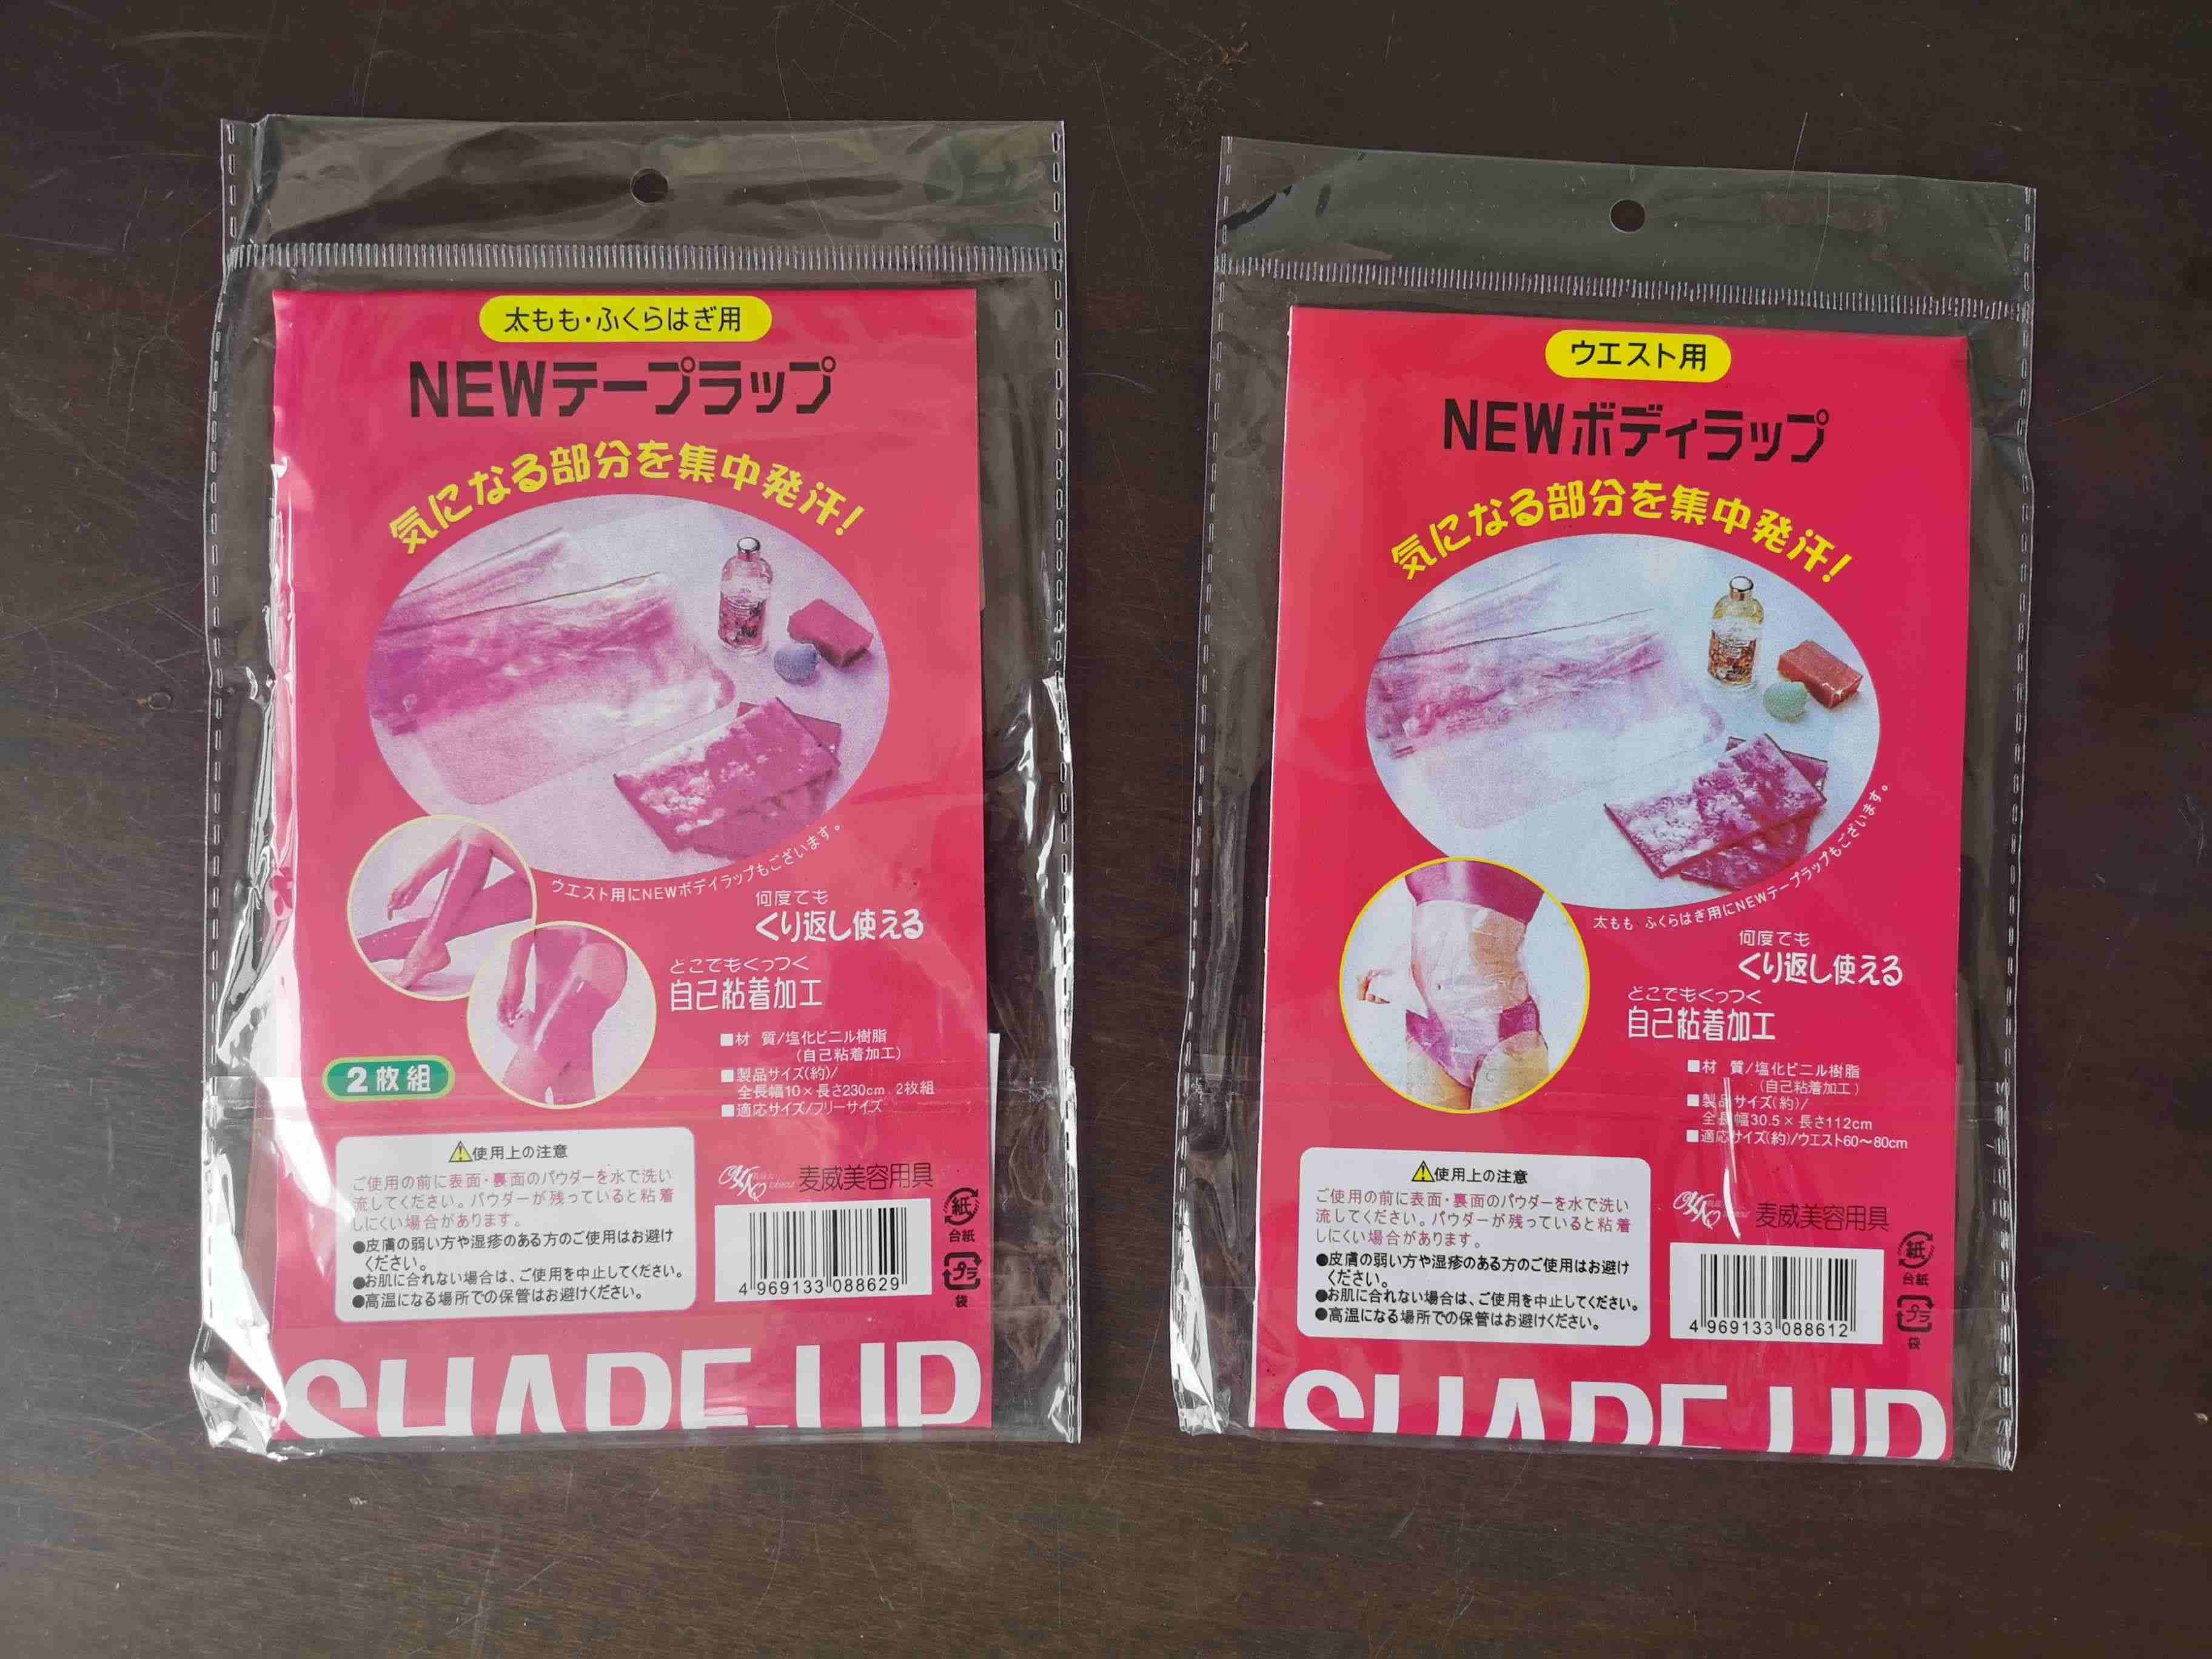 太もも・ふくらはぎ用
NEWテープラップ
気になる部分を集中発汗!
ウエスト用にNEWボディラップもございます。
何度でも
くり返し使える
どこでもくっつく
自己粘着加工
■材 質/塩化ビニル樹脂
(自己粘着加工)
■製品サイズ(約)/
全長幅10×長さ230cm 2枚組
■適応サイズ/フリーサイズ
2枚組
⚠使用上の注意
ご使用の前に表面・裏面のパウダーを水で洗い
流してください。パウダーが残っていると粘着
しにくい場合があります。
●皮膚の弱い方や湿疹のある方のご使用はお避け
ください。
●お肌に合れない場合は、ご使用を中止してください。
●高温になる場所での保管はお避けください。
麦威美容用具
4 969133 088629
紙
台紙
プラ
袋
SHAPE UP
ウエスト用
NEWボディラップ
気になる部分を集中発汗!
太もも・ふくらはぎ用にNEWテープラップもございます。
何度でも
くり返し使える
どこでもくっつく
自己粘着加工
■材 質/塩化ビニル樹脂
(自己粘着加工)
■製品サイズ(約)/
全長幅30.5×長さ112cm
■適応サイズ(約)/ウエスト60〜80cm
⚠使用上の注意
ご使用の前に表面・裏面のパウダーを水で洗い
流してください。パウダーが残っていると粘着
しにくい場合があります。
●皮膚の弱い方や湿疹のある方のご使用はお避け
ください。
●お肌に合れない場合は、ご使用を中止してください。
●高温になる場所での保管はお避けください。
麦威美容用具
4 969133 088612
紙
台紙
プラ
袋
SHAPE UP